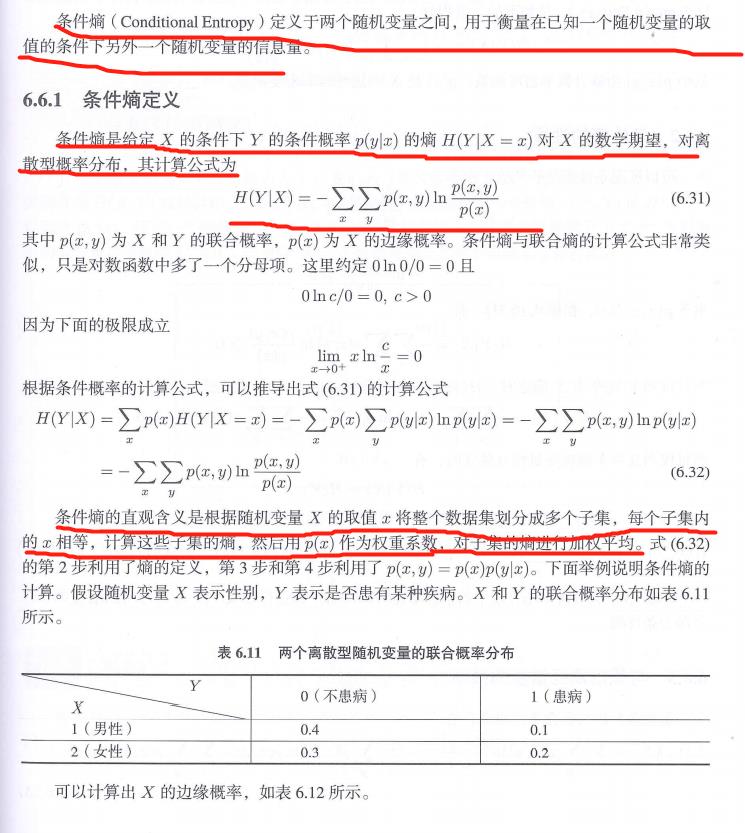 条件熵（Conditional Entropy）定义于两个随机变量之间，用于衡量在已知一个随机变量的取
值的条件下另外一个随机变量的信息量。
6.6.1 条件熵定义
条件熵是给定 X 的条件下 Y 的条件概率 p(y|x) 的熵 H(Y|X = x) 对 X 的数学期望，对离
散型概率分布，其计算公式为
H(Y|X) = −∑x ∑y p(x, y) ln p(x, y)/p(x) (6.31)
其中 p(x, y) 为 X 和 Y 的联合概率，p(x) 为 X 的边缘概率。条件熵与联合熵的计算公式非常类
似，只是对数函数中多了一个分母项。这里约定 0 ln 0/0 = 0 且
0 ln c/0 = 0, c > 0
因为下面的极限成立
lim x→0+ x ln c/x = 0
根据条件概率的计算公式，可以推导出式 (6.31) 的计算公式
H(Y|X) = ∑x p(x)H(Y|X = x) = −∑x p(x) ∑y p(y|x) ln p(y|x) = −∑x ∑y p(x, y) ln p(y|x)
= −∑x ∑y p(x, y) ln p(x, y)/p(x) (6.32)
条件熵的直观含义是根据随机变量 X 的取值 x 将整个数据集划分成多个子集，每个子集内
的 x 相等，计算这些子集的熵，然后用 p(x) 作为权重系数，对子集的熵进行加权平均。式 (6.32)
的第 2 步利用了熵的定义，第 3 步和第 4 步利用了 p(x, y) = p(x)p(y|x)。下面举例说明条件熵的
计算。假设随机变量 X 表示性别，Y 表示是否患有某种疾病。X 和 Y 的联合概率分布如表 6.11
所示。
表 6.11 两个离散型随机变量的联合概率分布
Y
X
0（不患病） 1（患病）
1（男性） 0.4 0.1
2（女性） 0.3 0.2
可以计算出 X 的边缘概率，如表 6.12 所示。